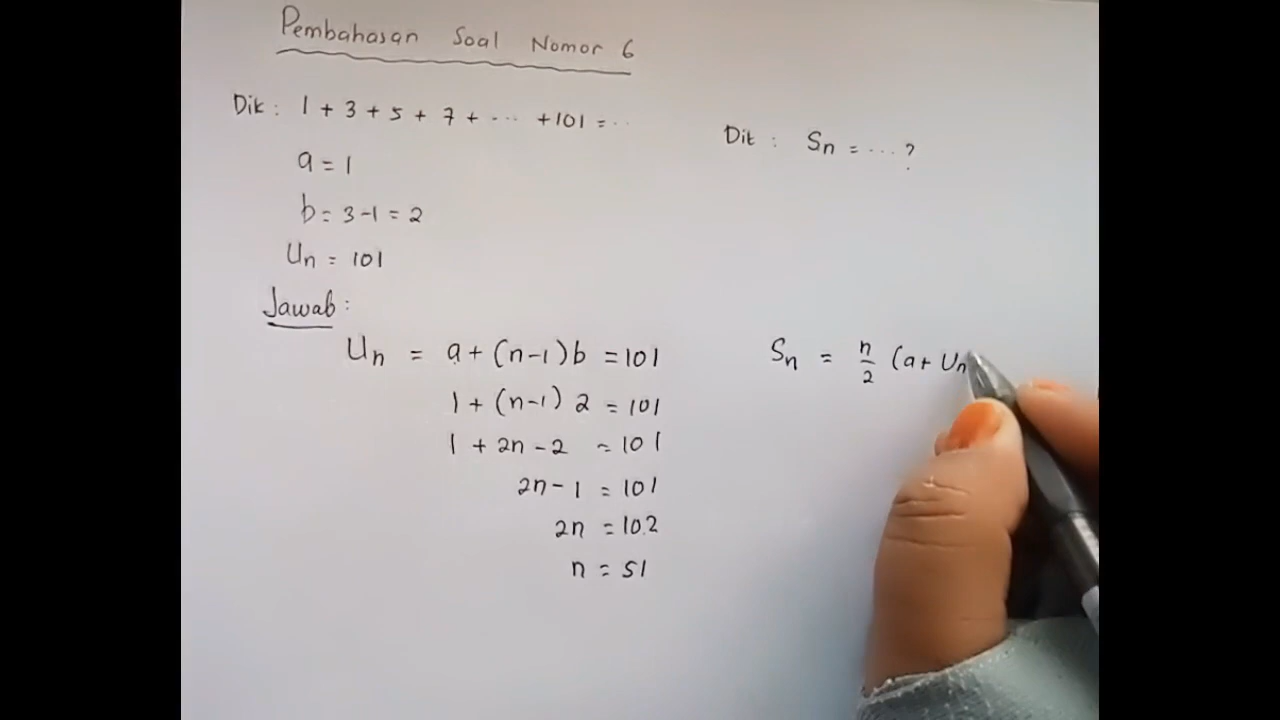 Pembahasan Soal Nomor 6
Dik : 1 + 3 + 5 + 7 + ... + 101 = ...
a = 1
b = 3 - 1 = 2
Un = 101
Dit : Sn = ... ?
Jawab :
Un = a + (n-1) b = 101
1 + (n-1) 2 = 101
1 + 2n - 2 = 101
2n - 1 = 101
2n = 102
n = 51
Sn = n/2 (a + Un